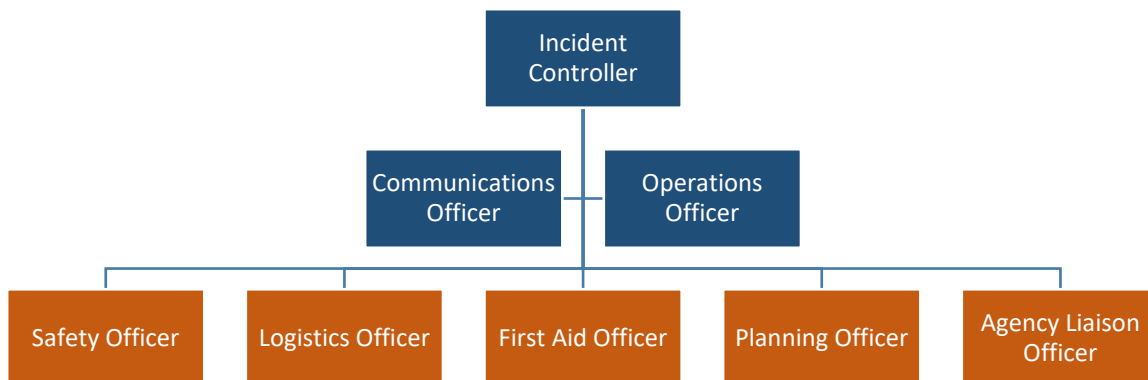 Incident
Controller
Communications
Officer
Operations
Officer
Safety Officer
Logistics Officer
First Aid Officer
Planning Officer
Agency Liaison
Officer